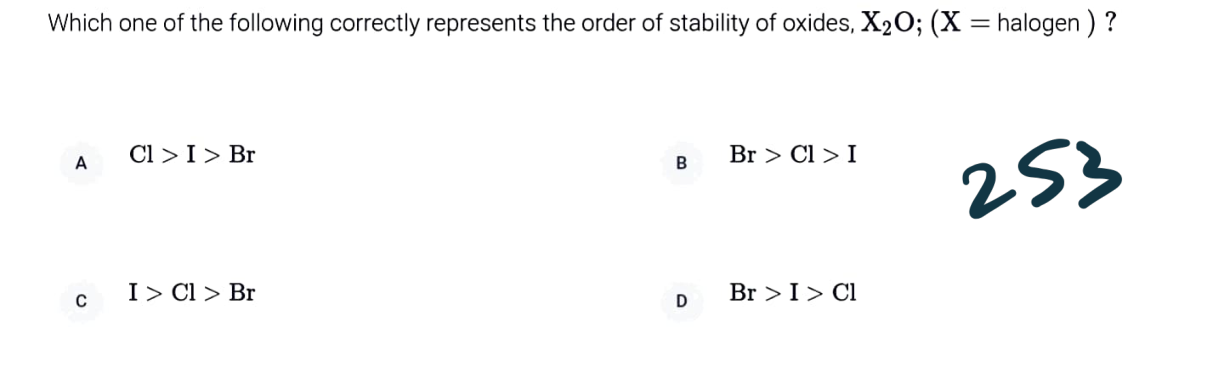 Which one of the following correctly represents the order of stability of oxides, X₂O; (X = halogen ) ?
A Cl > I > Br
B Br > Cl > I
253
C I > Cl > Br
D Br > I > Cl